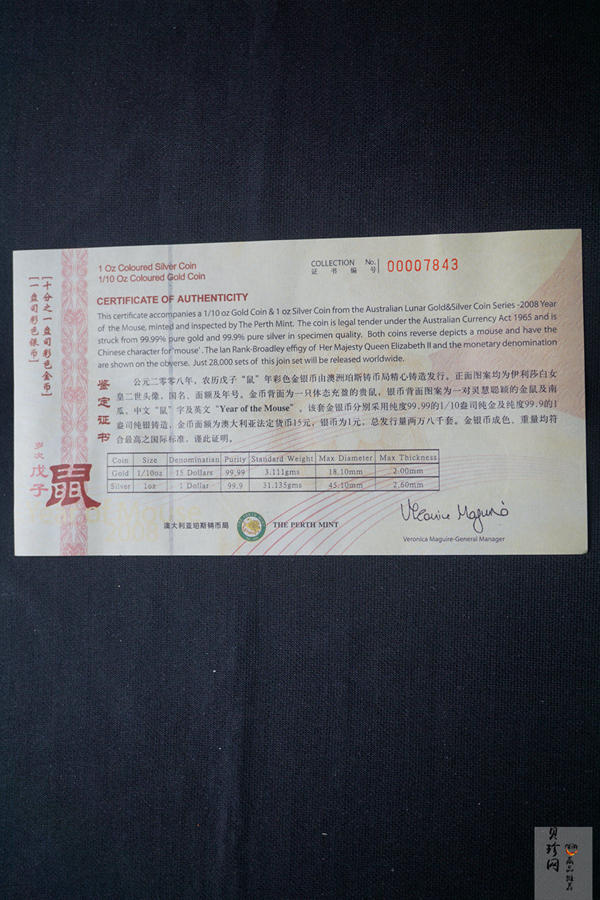 [十分之一盎司彩色金币]
[一盎司彩色银币]
1 Oz Coloured Silver Coin
1/10 Oz Coloured Gold Coin
COLLECTION No.
证书编号
00007843
CERTIFICATE OF AUTHENTICITY
This certificate accompanies a 1/10 oz Gold Coin & 1 oz Silver Coin from the Australian Lunar Gold&Silver Coin Series -2008 Year
of the Mouse, minted and inspected by The Perth Mint. The coin is legal tender under the Australian Currency Act 1965 and is
struck from 99.99% pure gold and 99.9% pure silver in specimen quality. Both coins reverse depicts a mouse and have the
Chinese character for 'mouse'. The Ian Rank-Broadley effigy of Her Majesty Queen Elizabeth II and the monetary denomination
are shown on the obverse. Just 28,000 sets of this join set will be released worldwide.
鉴定证书
公元二零零八年，农历戊子“鼠”年彩色金银币由澳洲珀斯铸币局精心铸造发行。正面图案均为伊利莎白女
皇二世头像、国名、面额及年号。金币背面为一只体态充盈的贵鼠，银币背面图案为一对灵慧聪颖的金鼠及南
瓜，中文“鼠”字及英文“Year of the Mouse”。该套金银币分别采用纯度99.99的1/10盎司纯金及纯度99.9的1
盎司纯银铸造，金币面额为澳大利亚法定货币15元，银币为1元，总发行量两万八千套。金银币成色、重量均符
合最高之国际标准，谨此证明。
岁次戊子
鼠
Coin Size Denomination Purity Standard Weight Max Diameter Max Thickness
Gold 1/10oz 15 Dollars 99.99 3.111gms 18.10mm 2.00mm
Silver 1oz 1 Dollar 99.9 31.135gms 45.10mm 2.60mm
Year of Mouse
2008
澳大利亚珀斯铸币局
THE PERTH MINT
Veronica Maguire-General Manager
贝珍网
藏品推荐